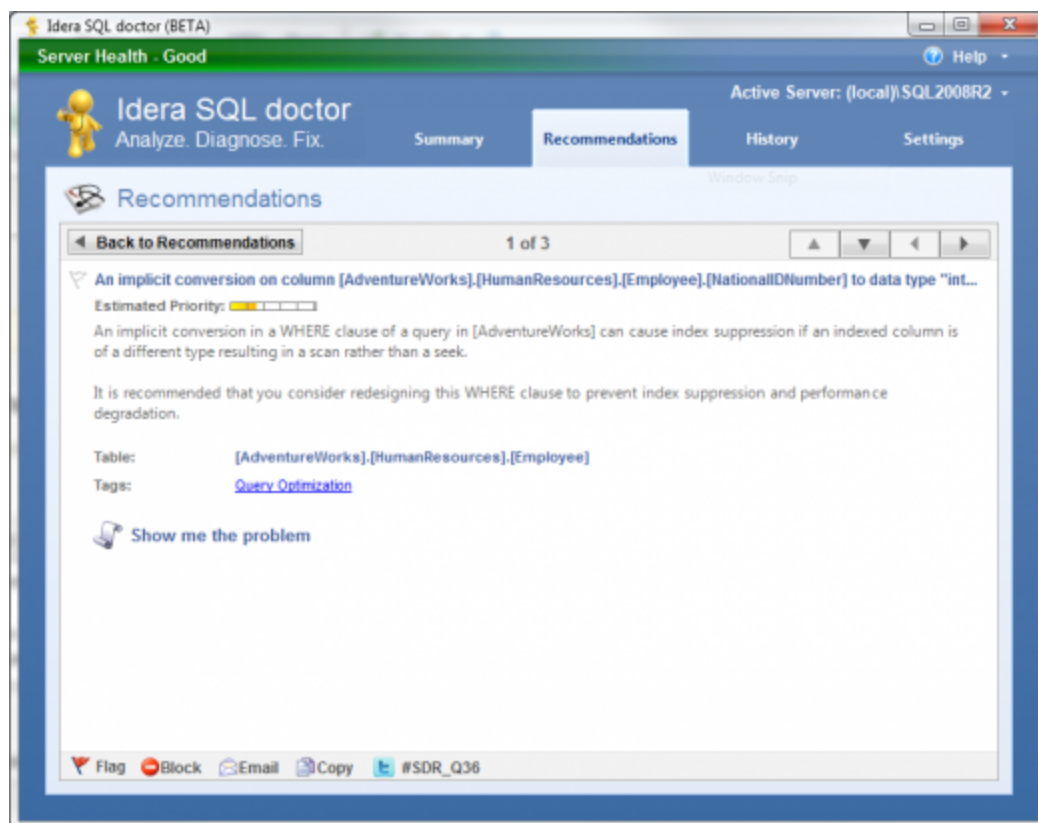 Idera SQL doctor (BETA)
Server Health - Good
Help
Active Server: (local)\SQL2008R2
Idera SQL doctor
Analyze. Diagnose. Fix.
Summary
Recommendations
History
Settings
Window Snip
Recommendations
Back to Recommendations
1 of 3
An implicit conversion on column [AdventureWorks].[HumanResources].[Employee].[NationalIDNumber] to data type "int...
Estimated Priority:
An implicit conversion in a WHERE clause of a query in [AdventureWorks] can cause index suppression if an indexed column is
of a different type resulting in a scan rather than a seek.
It is recommended that you consider redesigning this WHERE clause to prevent index suppression and performance
degradation.
Table: [AdventureWorks].[HumanResources].[Employee]
Tags: Query Optimization
Show me the problem
Flag Block Email Copy #SDR_Q36